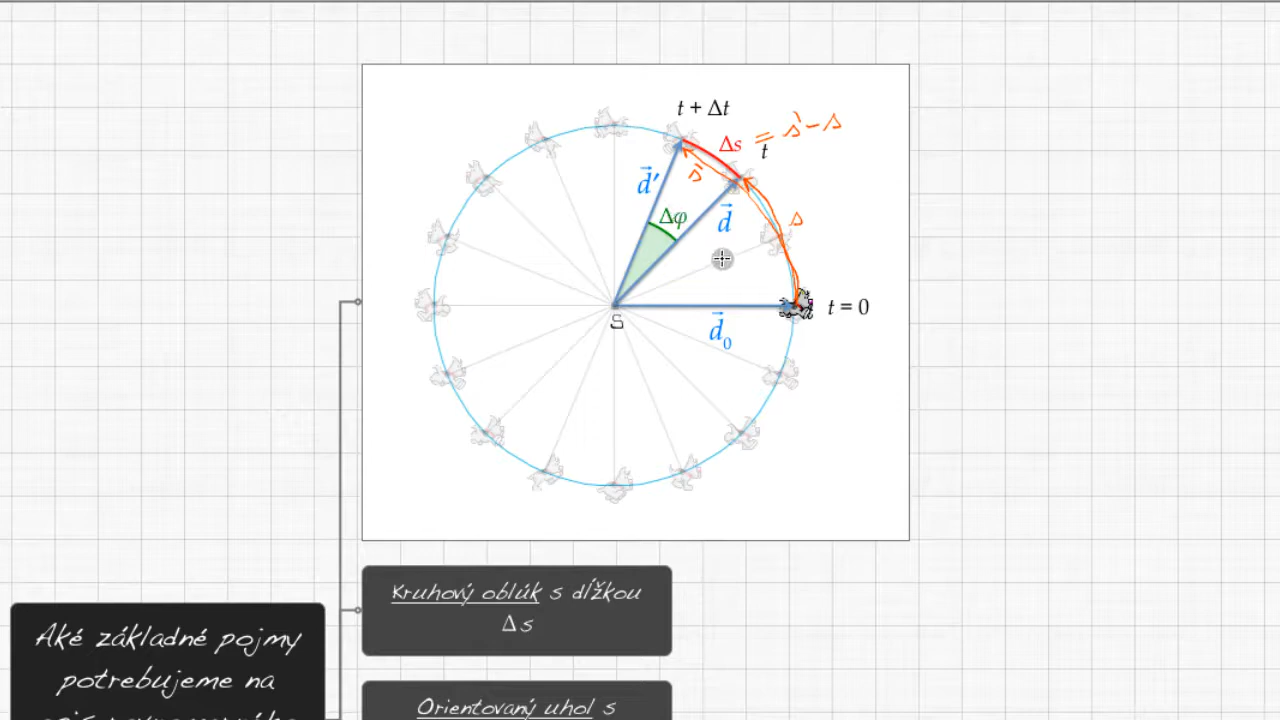 t + Δt
Δs = s' - s
t
d⃗'
s'
Δφ
d⃗
s
t = 0
S
d⃗₀
Kruhový oblúk s dĺžkou
Δs
Aké základné pojmy
potrebujeme na
Orientovaný uhol s